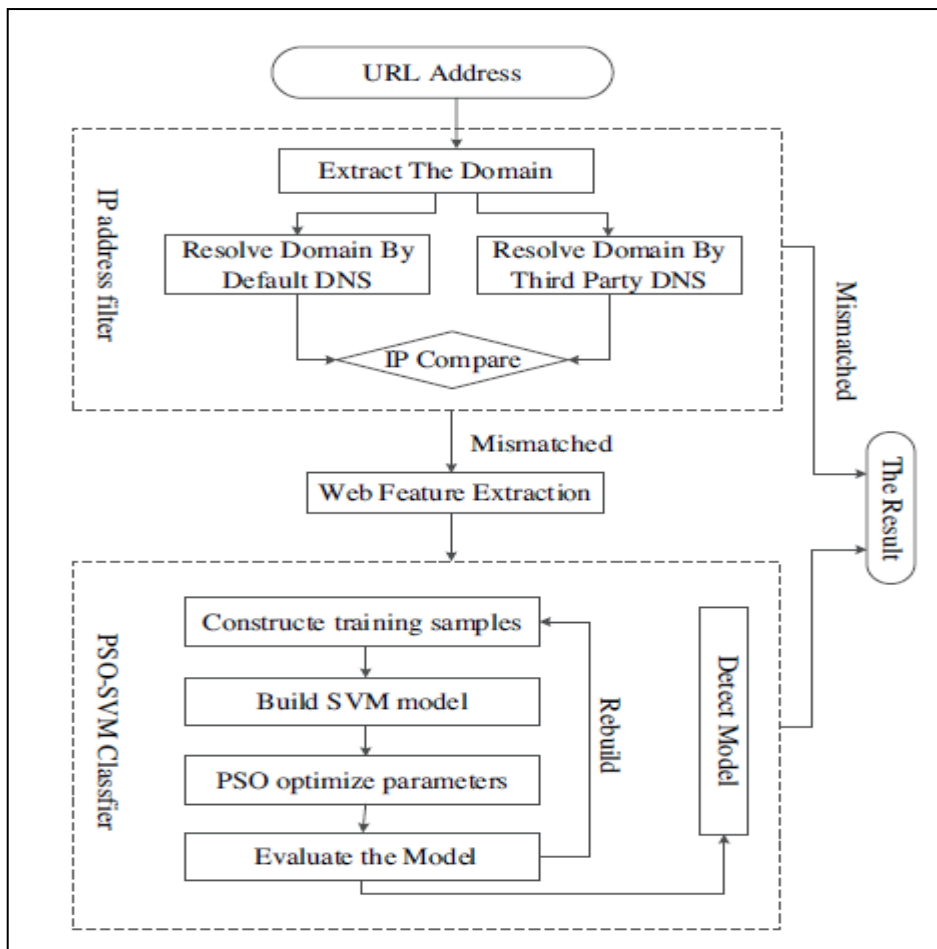 URL Address
IP address filter
Extract The Domain
Resolve Domain By
Default DNS
Resolve Domain By
Third Party DNS
IP Compare
Mismatched
Mismatched
Web Feature Extraction
The Result
PSO-SVM Classfier
Constructe training samples
Build SVM model
PSO optimize parameters
Evaluate the Model
Rebuild
Detect Model